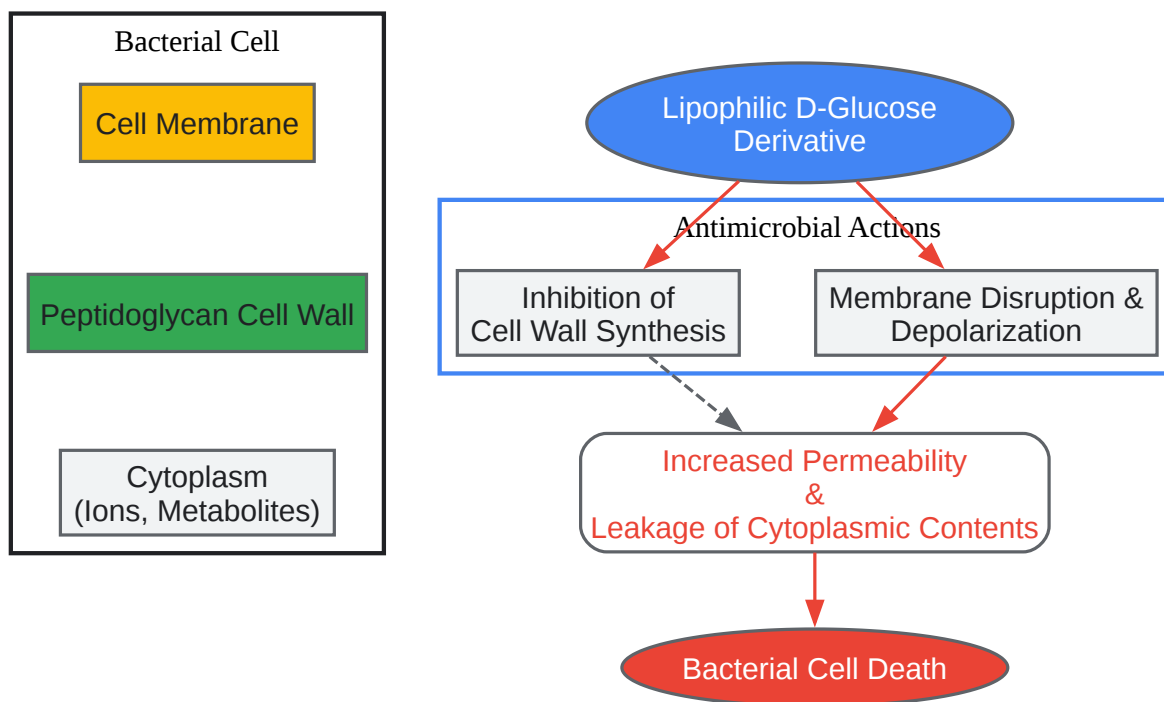 Bacterial Cell
Cell Membrane
Peptidoglycan Cell Wall
Cytoplasm
(Ions, Metabolites)
Lipophilic D-Glucose
Derivative
Antimicrobial Actions
Inhibition of
Cell Wall Synthesis
Membrane Disruption &
Depolarization
Increased Permeability
&
Leakage of Cytoplasmic Contents
Bacterial Cell Death